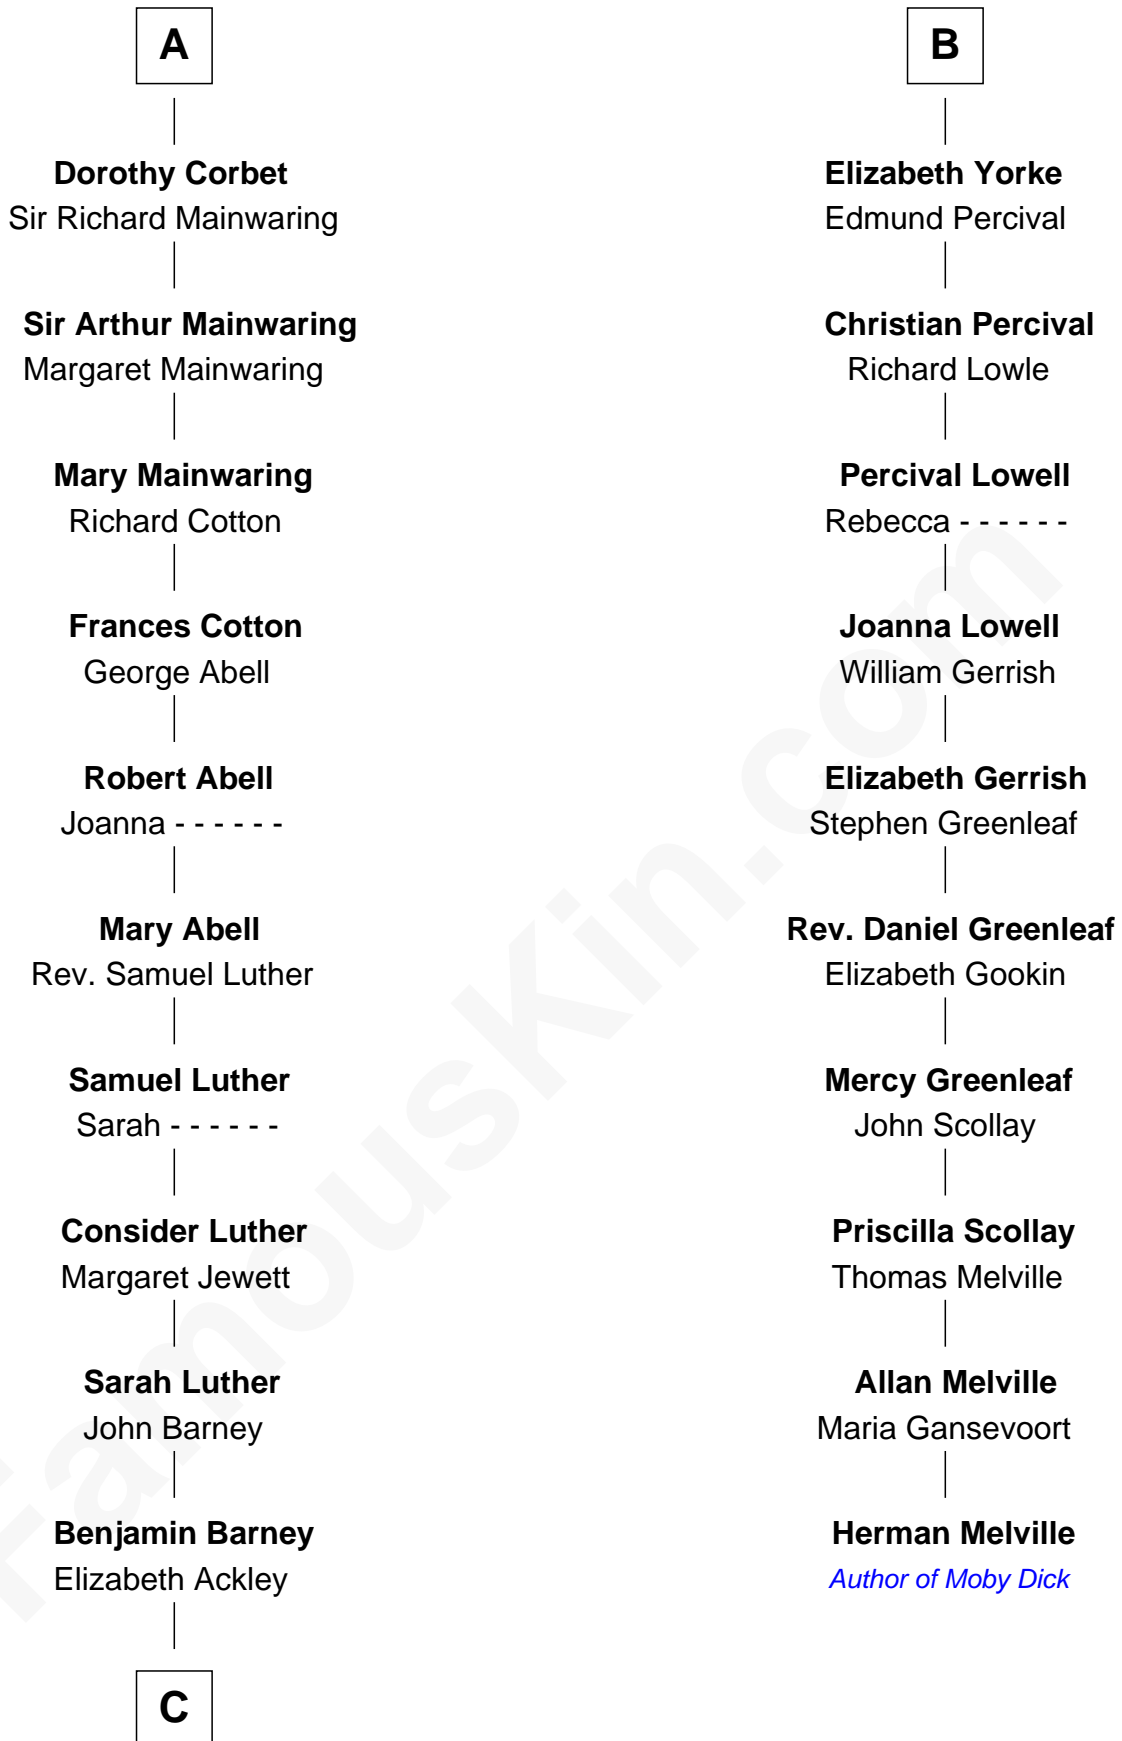 A
Dorothy Corbet
Sir Richard Mainwaring
Sir Arthur Mainwaring
Margaret Mainwaring
Mary Mainwaring
Richard Cotton
Frances Cotton
George Abell
Robert Abell
Joanna - - - - - -
Mary Abell
Rev. Samuel Luther
Samuel Luther
Sarah - - - - - -
Consider Luther
Margaret Jewett
Sarah Luther
John Barney
Benjamin Barney
Elizabeth Ackley
C
B
Elizabeth Yorke
Edmund Percival
Christian Percival
Richard Lowle
Percival Lowell
Rebecca - - - - - -
Joanna Lowell
William Gerrish
Elizabeth Gerrish
Stephen Greenleaf
Rev. Daniel Greenleaf
Elizabeth Gookin
Mercy Greenleaf
John Scollay
Priscilla Scollay
Thomas Melville
Allan Melville
Maria Gansevoort
Herman Melville
Author of Moby Dick
FamousKin.com